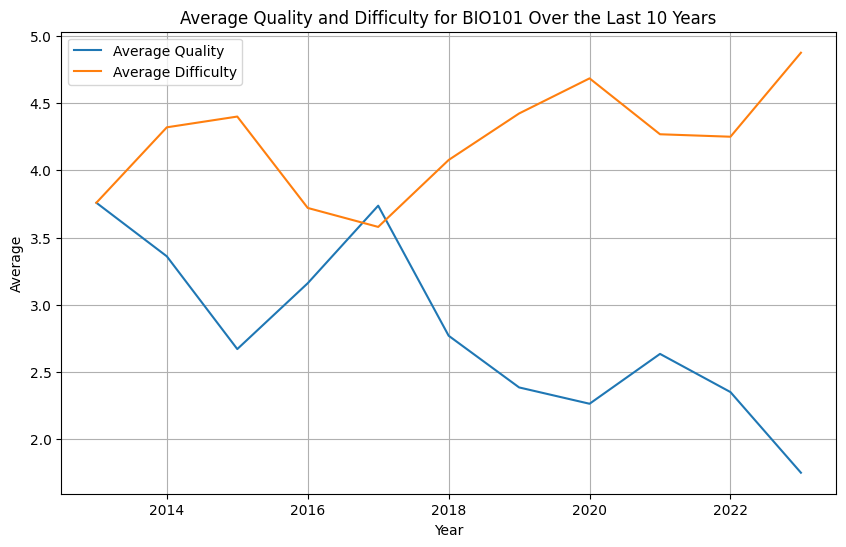 Average Quality and Difficulty for BIO101 Over the Last 10 Years
Average Quality
Average Difficulty
5.0
4.5
4.0
3.5
3.0
2.5
2.0
Average
2014 2016 2018 2020 2022
Year